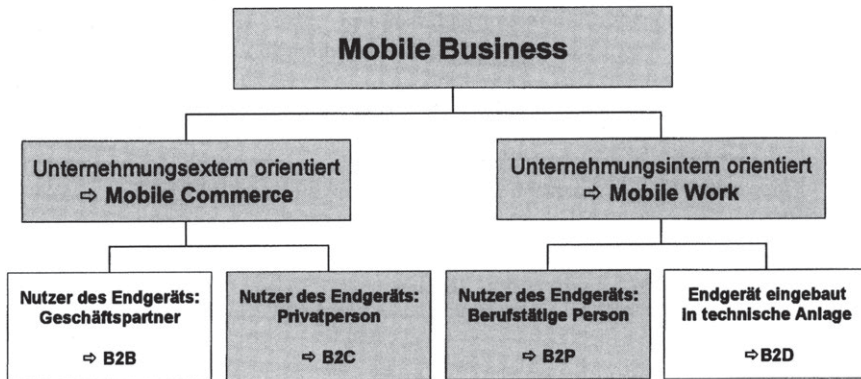 Mobile Business
Unternehmungsextern orientiert
⇨ Mobile Commerce
Unternehmungsintern orientiert
⇨ Mobile Work
Nutzer des Endgeräts:
Geschäftspartner
⇨ B2B
Nutzer des Endgeräts:
Privatperson
⇨ B2C
Nutzer des Endgeräts:
Berufstätige Person
⇨ B2P
Endgerät eingebaut
in technische Anlage
⇨B2D